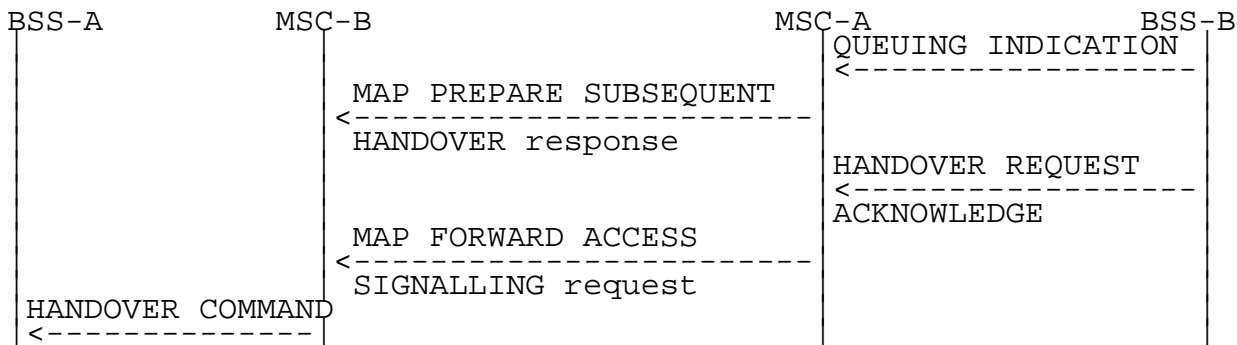 BSS-A MSC-B MSC-A BSS-B
QUEUING INDICATION
MAP PREPARE SUBSEQUENT
HANDOVER response
HANDOVER REQUEST
ACKNOWLEDGE
MAP FORWARD ACCESS
SIGNALLING request
HANDOVER COMMAND